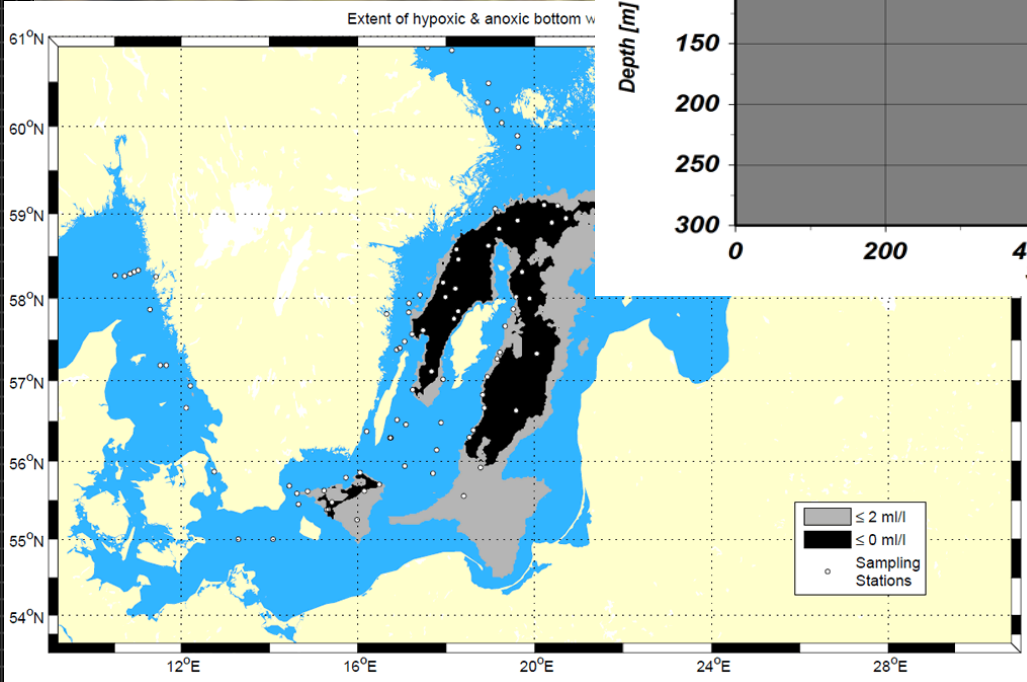 Extent of hypoxic & anoxic bottom w
61°N
60°N
59°N
58°N
57°N
56°N
55°N
54°N
12°E
16°E
20°E
24°E
28°E
≤ 2 ml/l
≤ 0 ml/l
Sampling
Stations
Depth [m]
150
200
250
300
0
200
4